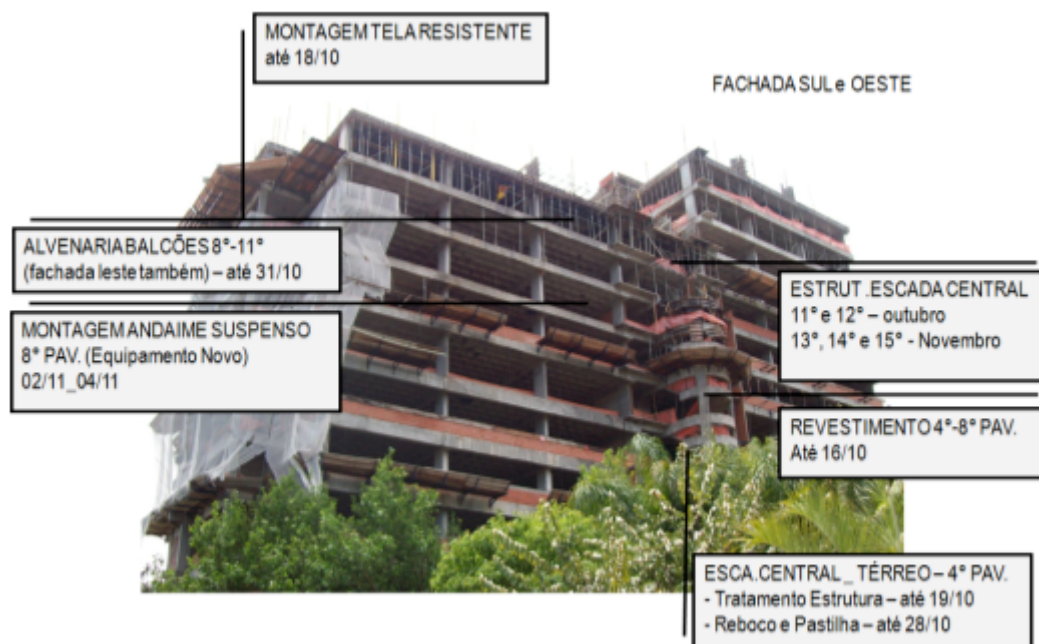 MONTAGEM TELA RESISTENTE
até 18/10
FACHADA SUL e OESTE
ALVENARIA BALCÕES 8°-11°
(fachada leste também) – até 31/10
MONTAGEM ANDAIME SUSPENSO
8° PAV. (Equipamento Novo)
02/11_04/11
ESTRUT .ESCADA CENTRAL
11° e 12° – outubro
13°, 14° e 15° - Novembro
REVESTIMENTO 4°-8° PAV.
Até 16/10
ESCA.CENTRAL _ TÉRREO – 4° PAV.
- Tratamento Estrutura – até 19/10
- Reboco e Pastilha – até 28/10